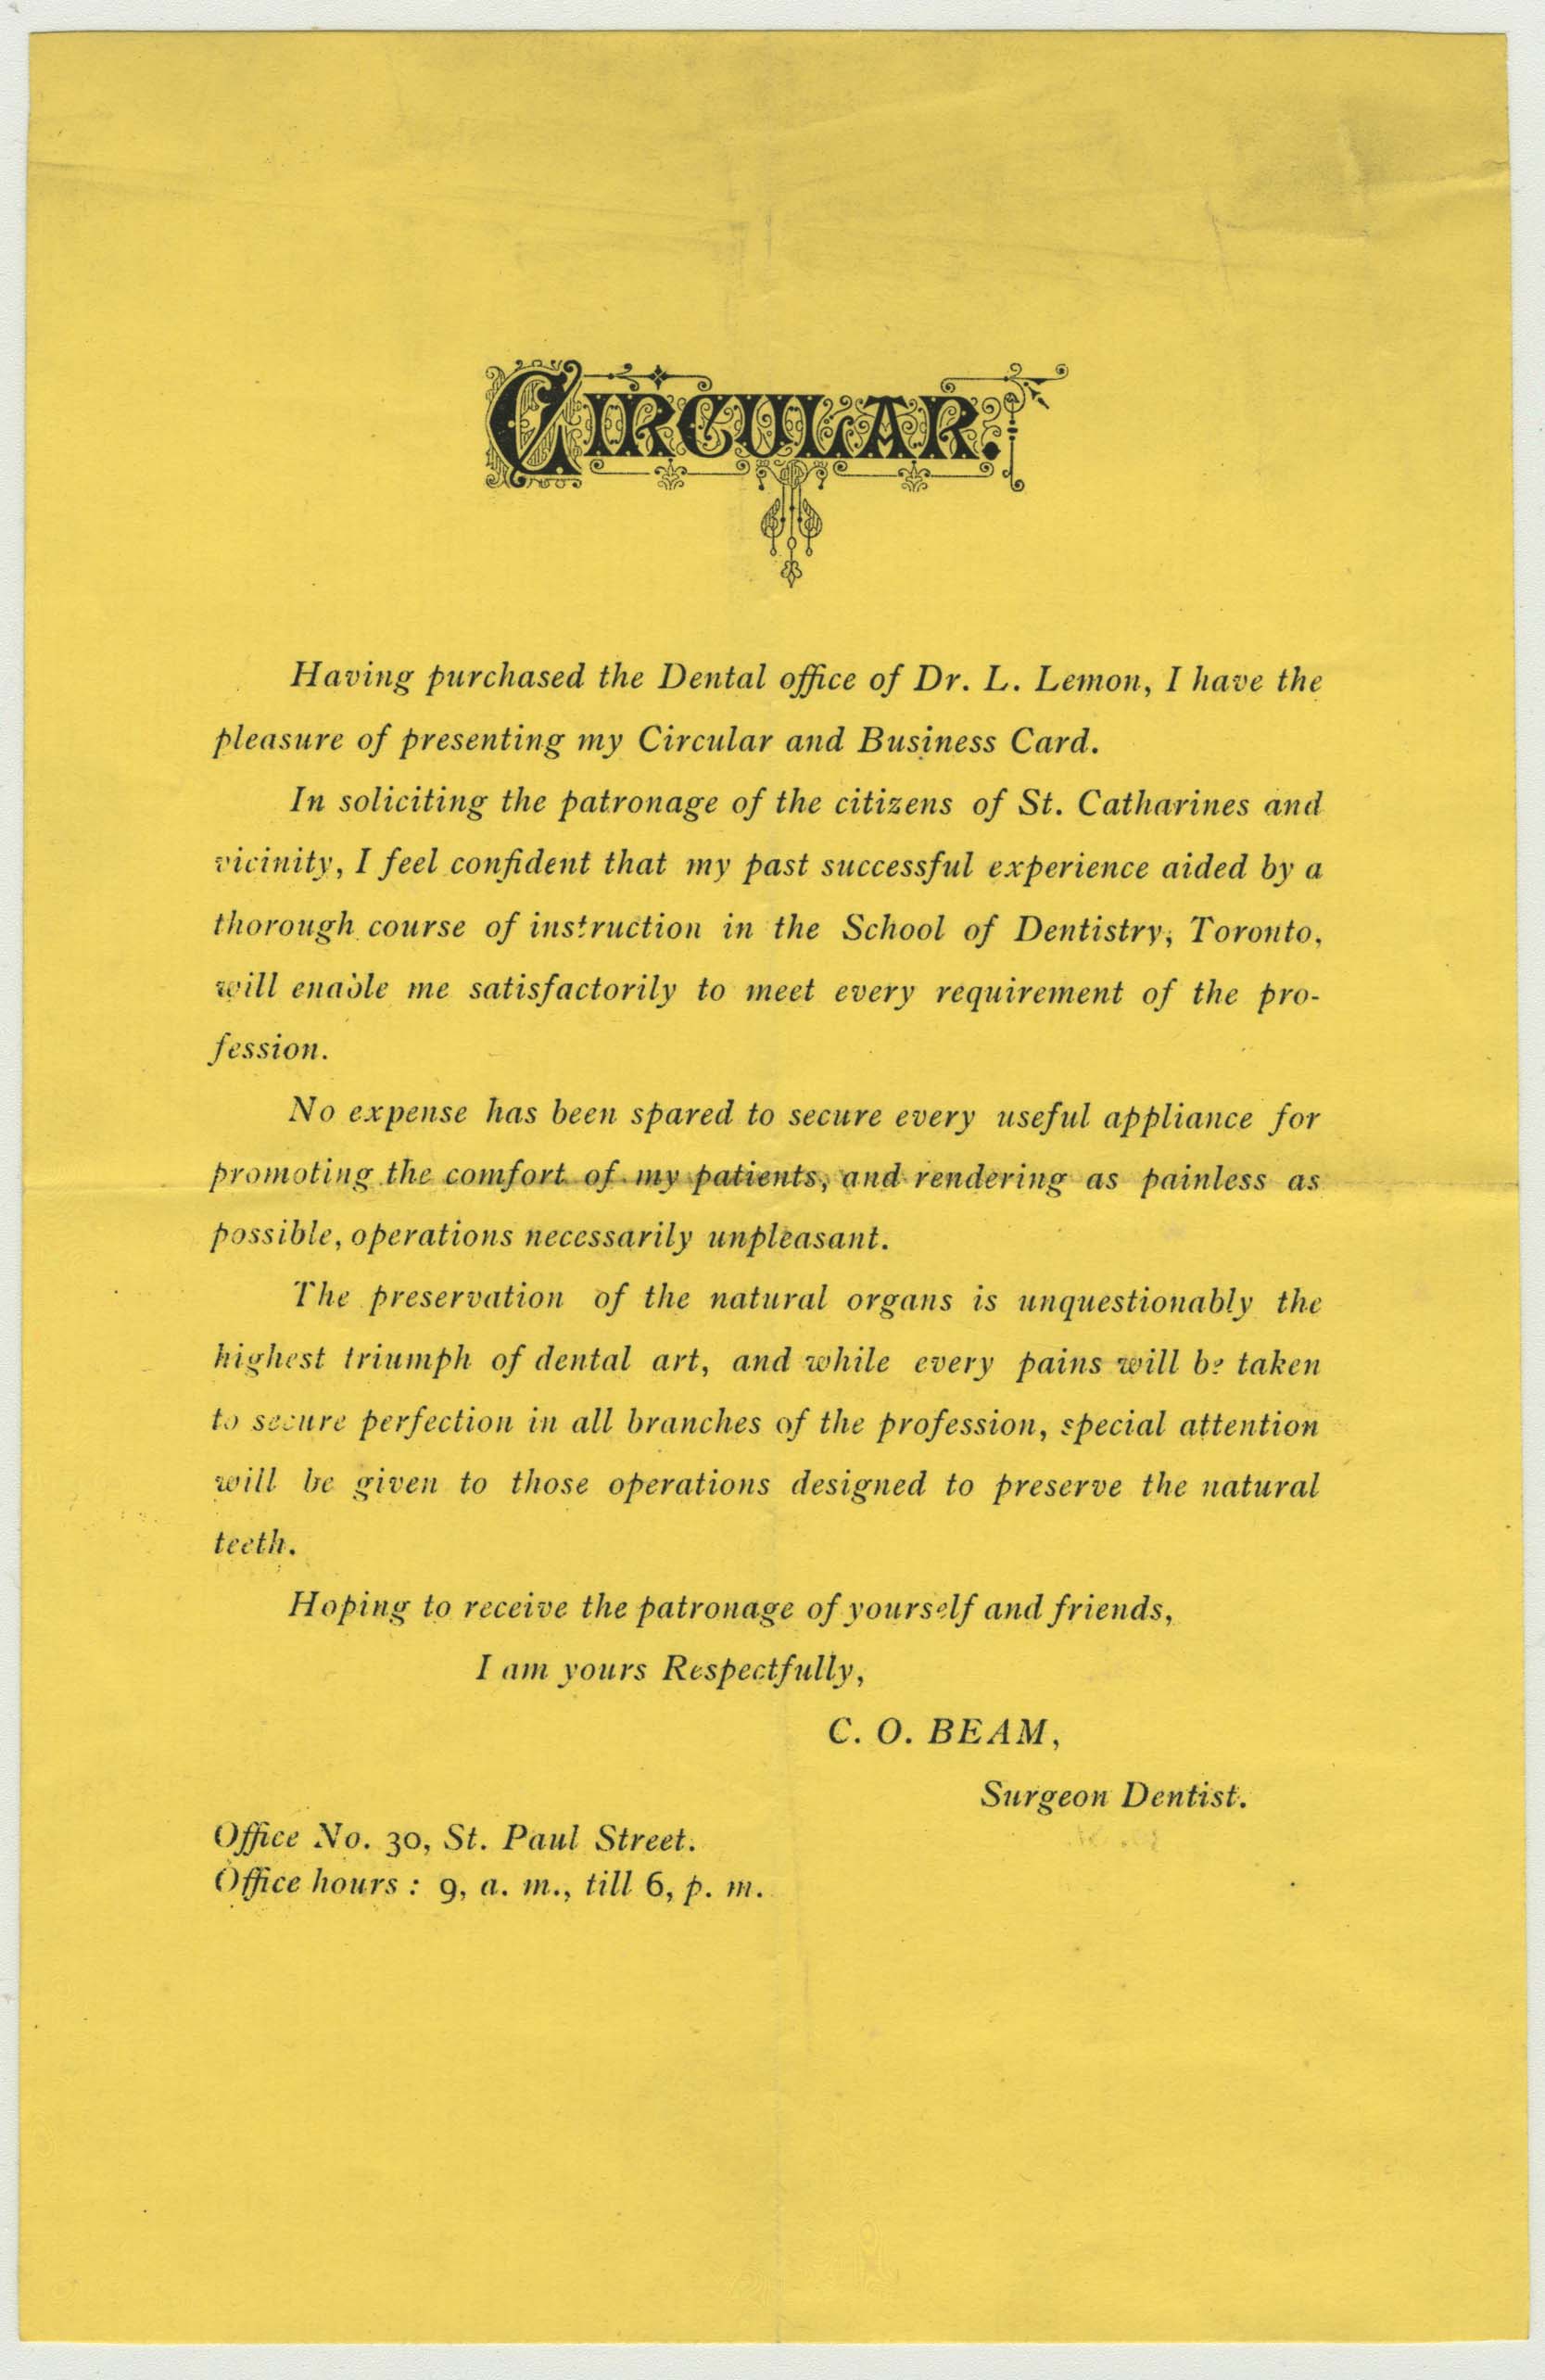 CIRCULAR.
Having purchased the Dental office of Dr. L. Lemon, I have the
pleasure of presenting my Circular and Business Card.
In soliciting the patronage of the citizens of St. Catharines and
vicinity, I feel confident that my past successful experience aided by a
thorough course of instruction in the School of Dentistry, Toronto,
will enable me satisfactorily to meet every requirement of the pro-
fession.
No expense has been spared to secure every useful appliance for
promoting the comfort of my patients, and rendering as painless as
possible, operations necessarily unpleasant.
The preservation of the natural organs is unquestionably the
highest triumph of dental art, and while every pains will be taken
to secure perfection in all branches of the profession, special attention
will be given to those operations designed to preserve the natural
teeth.
Hoping to receive the patronage of yourself and friends,
I am yours Respectfully,
C. O. BEAM,
Surgeon Dentist.
Office No. 30, St. Paul Street.
Office hours : 9, a. m., till 6, p. m.